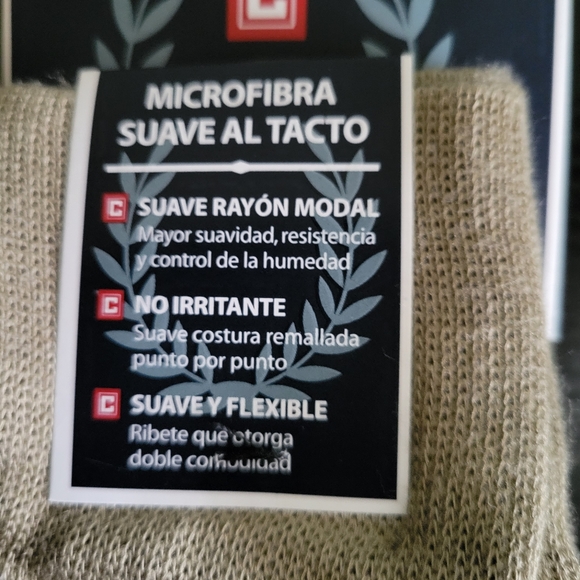 C
MICROFIBRA
SUAVE AL TACTO
C SUAVE RAYÓN MODAL
Mayor suavidad, resistencia
y control de la humedad
C NO IRRITANTE
Suave costura remallada
punto por punto
C SUAVE Y FLEXIBLE
Ribete que otorga
doble comodidad